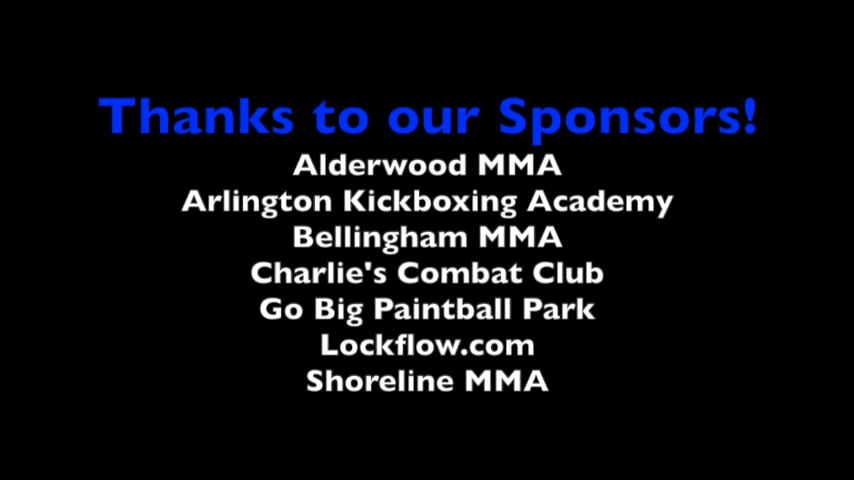 Thanks to our Sponsors!
Alderwood MMA
Arlington Kickboxing Academy
Bellingham MMA
Charlie's Combat Club
Go Big Paintball Park
Lockflow.com
Shoreline MMA